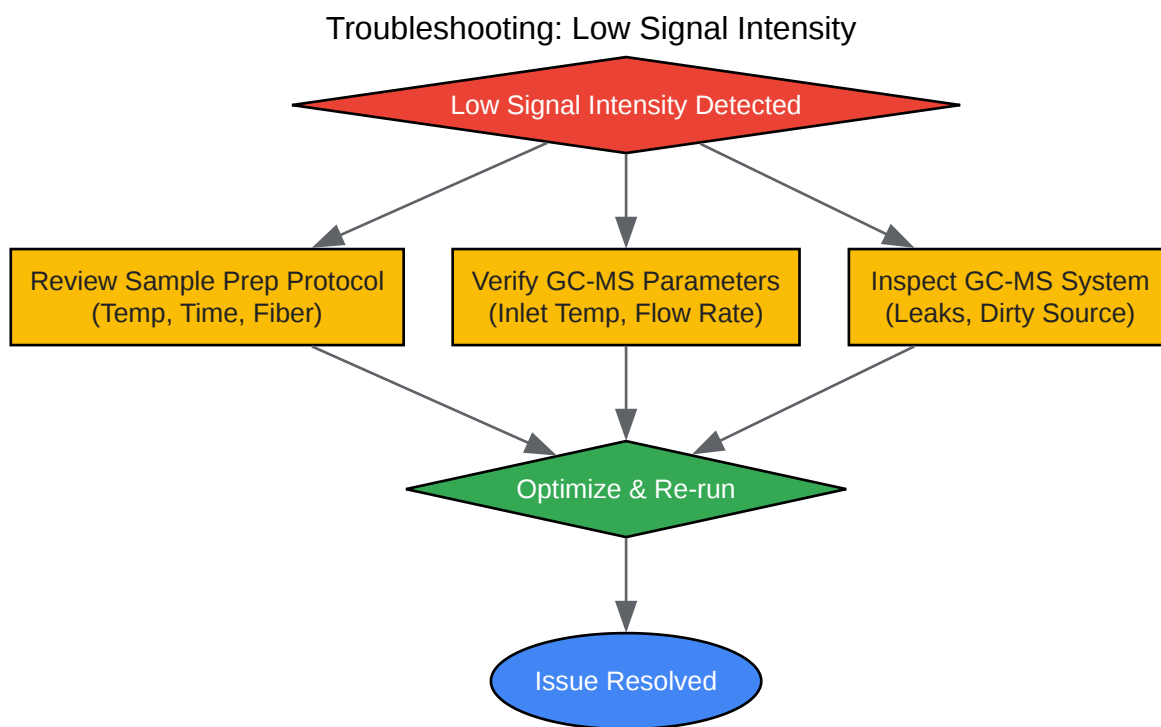 Troubleshooting: Low Signal Intensity
Low Signal Intensity Detected
Review Sample Prep Protocol
(Temp, Time, Fiber)
Verify GC-MS Parameters
(Inlet Temp, Flow Rate)
Inspect GC-MS System
(Leaks, Dirty Source)
Optimize & Re-run
Issue Resolved